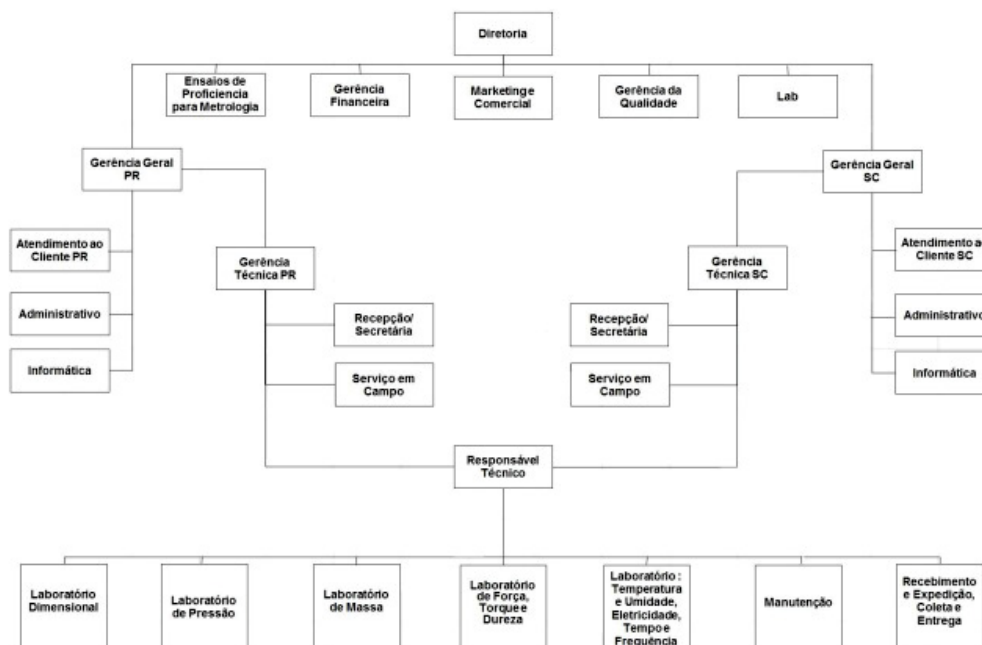 Diretoria
Ensaios de
Proficiencia
para Metrologia
Gerência
Financeira
Marketing e
Comercial
Gerência da
Qualidade
Lab
Gerência Geral
PR
Gerência Geral
SC
Atendimento ao
Cliente PR
Gerência
Técnica PR
Gerência
Técnica SC
Atendimento ao
Cliente SC
Administrativo
Recepção/
Secretária
Recepção/
Secretária
Administrativo
Informática
Serviço em
Campo
Serviço em
Campo
Informática
Responsável
Técnico
Laboratório
Dimensional
Laboratório
de Pressão
Laboratório
de Massa
Laboratório
de Força,
Torque e
Dureza
Laboratório :
Temperatura
e Umidade,
Eletricidade,
Tempo e
Frequência
Manutenção
Recebimento
e Expedição,
Coleta e
Entrega